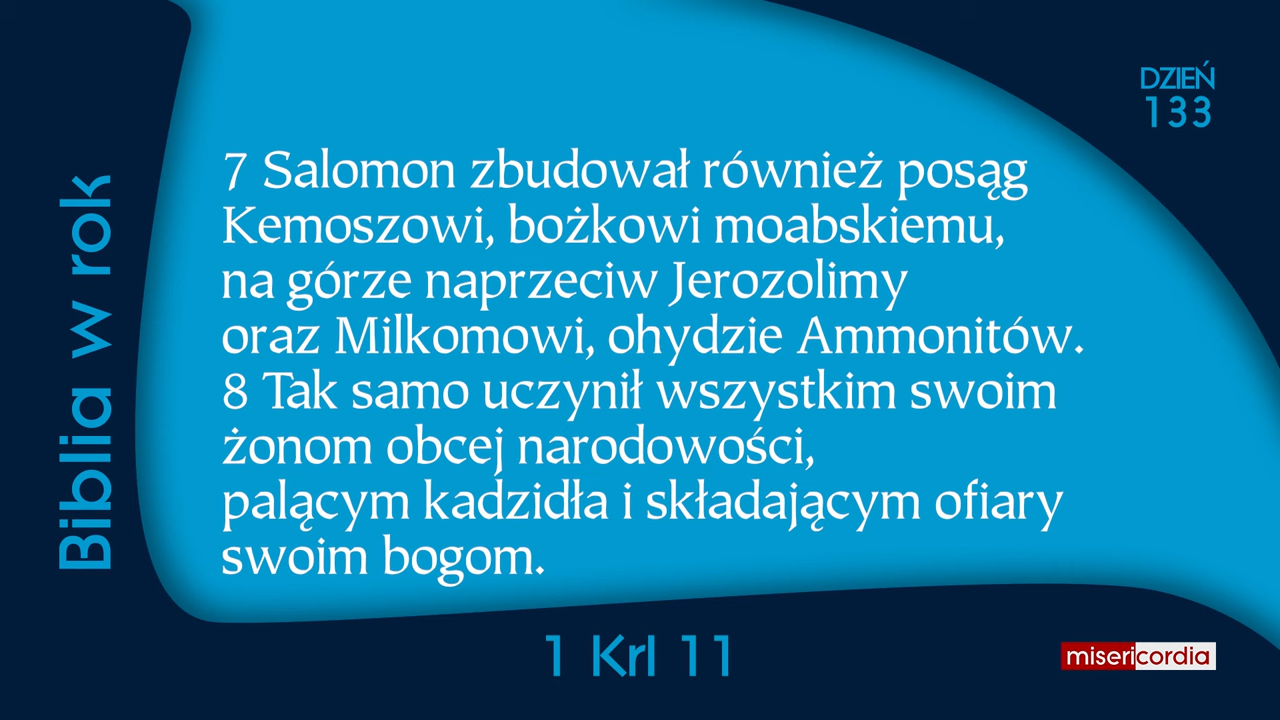 DZIEŃ
133
Biblia w rok
7 Salomon zbudował również posąg
Kemoszowi, bożkowi moabskiemu,
na górze naprzeciw Jerozolimy
oraz Milkomowi, ohydzie Ammonitów.
8 Tak samo uczynił wszystkim swoim
żonom obcej narodowości,
palącym kadzidła i składającym ofiary
swoim bogom.
1 Krl 11
misericordia